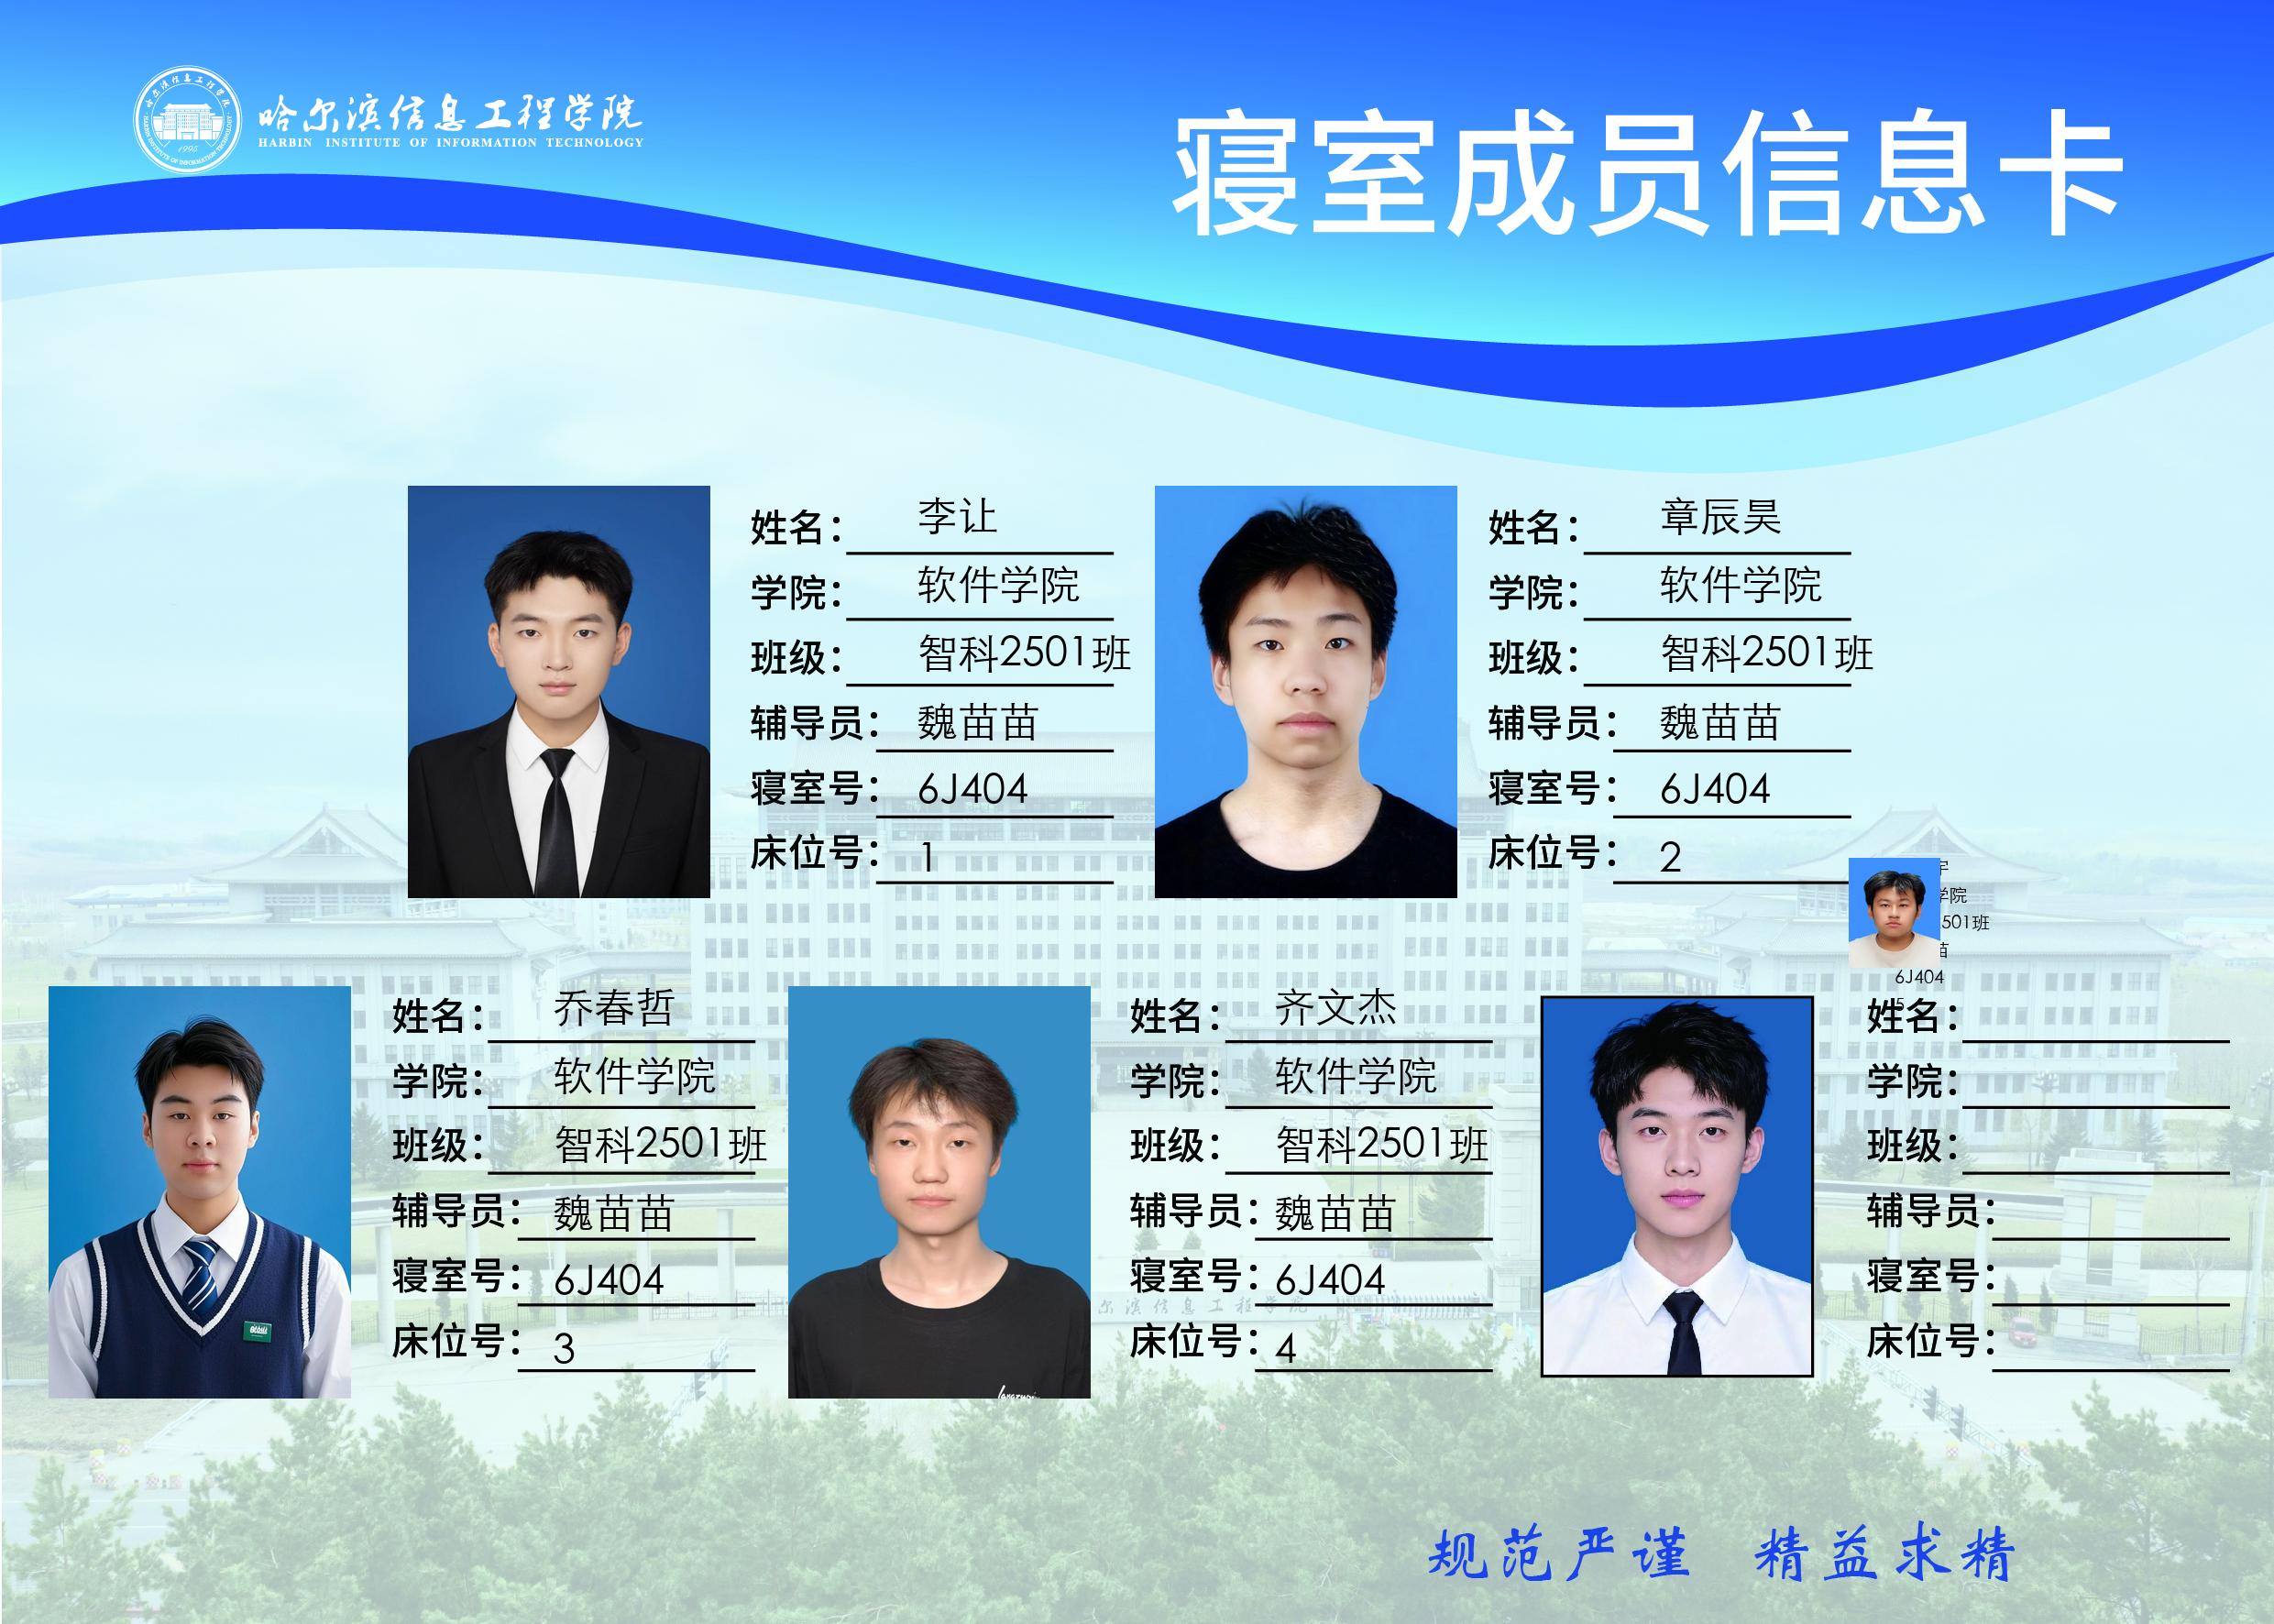 哈尔滨信息工程学院
HARBIN INSTITUTE OF INFORMATION TECHNOLOGY
1995
寝室成员信息卡
姓名： 李让
学院： 软件学院
班级： 智科2501班
辅导员： 魏苗苗
寝室号： 6J404
床位号： 1
姓名： 章辰昊
学院： 软件学院
班级： 智科2501班
辅导员： 魏苗苗
寝室号： 6J404
床位号： 2
学院
501班
苗
6J404
5
姓名： 乔春哲
学院： 软件学院
班级： 智科2501班
辅导员： 魏苗苗
寝室号： 6J404
床位号： 3
姓名： 齐文杰
学院： 软件学院
班级： 智科2501班
辅导员： 魏苗苗
寝室号： 6J404
床位号： 4
姓名：
学院：
班级：
辅导员：
寝室号：
床位号：
规范严谨 精益求精